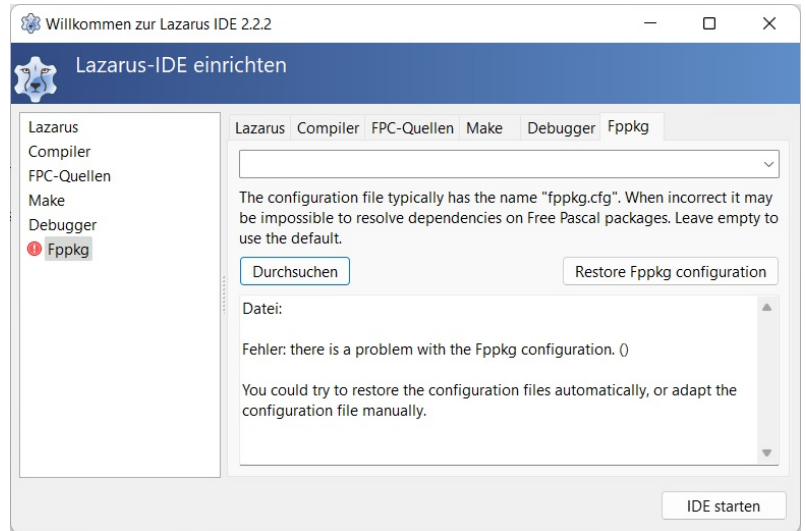 Willkommen zur Lazarus IDE 2.2.2
Lazarus-IDE einrichten
Lazarus
Compiler
FPC-Quellen
Make
Debugger
Fppkg
Lazarus Compiler FPC-Quellen Make Debugger Fppkg
The configuration file typically has the name "fppkg.cfg". When incorrect it may
be impossible to resolve dependencies on Free Pascal packages. Leave empty to
use the default.
Durchsuchen Restore Fppkg configuration
Datei:
Fehler: there is a problem with the Fppkg configuration. ()
You could try to restore the configuration files automatically, or adapt the
configuration file manually.
IDE starten